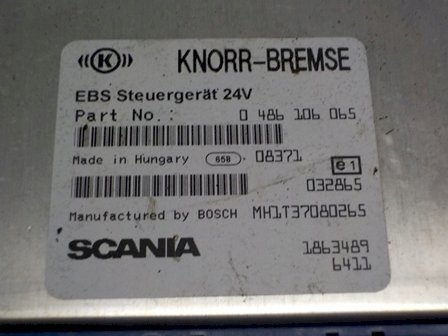 K KNORR-BREMSE
EBS Steuergerät 24V
Part No.: 0 486 106 065
Made in Hungary 658 08371
e1
032865
Manufactured by BOSCH MH1T37080265
SCANIA 1863489
6411